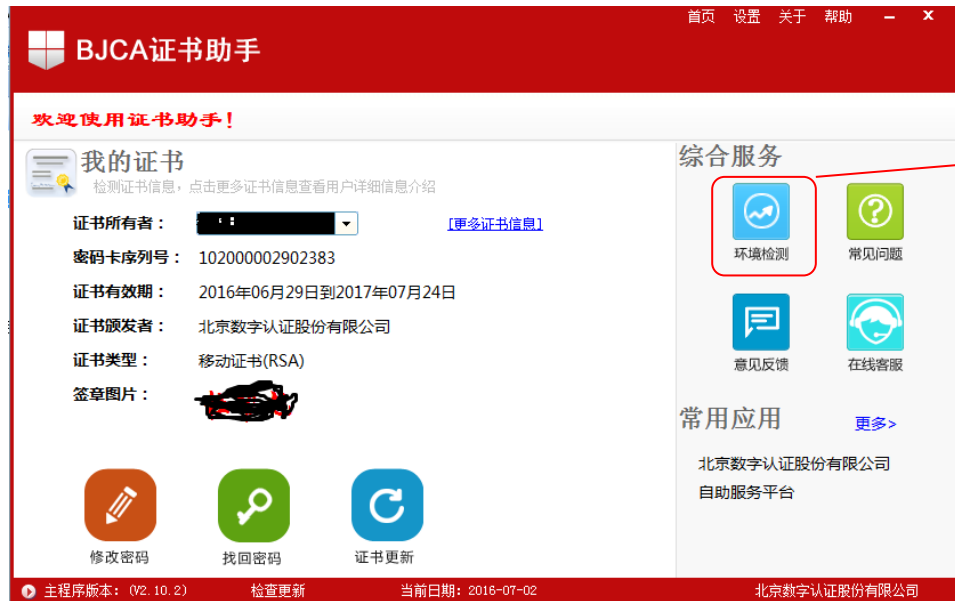 首页 设置 关于 帮助
BJCA证书助手
欢迎使用证书助手！
我的证书
检测证书信息，点击更多证书信息查看用户详细信息介绍
证书所有者：
[更多证书信息]
密码卡序列号： 102000002902383
证书有效期： 2016年06月29日到2017年07月24日
证书颁发者： 北京数字认证股份有限公司
证书类型： 移动证书(RSA)
签章图片：
修改密码 找回密码 证书更新
综合服务
环境检测 常见问题
意见反馈 在线客服
常用应用 更多>
北京数字认证股份有限公司
自助服务平台
主程序版本：(V2.10.2) 检查更新 当前日期：2016-07-02 北京数字认证股份有限公司